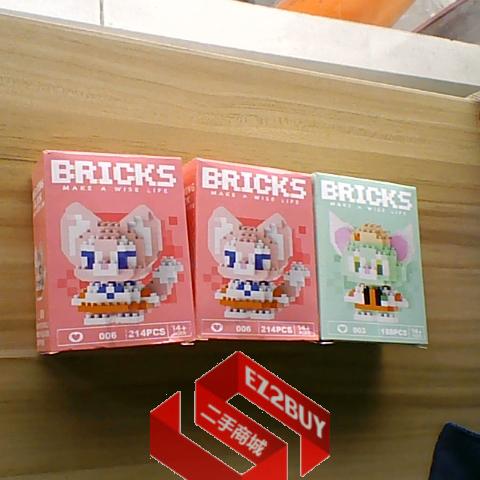 BRICKS
MAKE A WISE LIFE
006 214PCS 14+
BRICKS
MAKE A WISE LIFE
006 214PCS 14+
BRICKS
MAKE A WISE LIFE
003 14+
EZ2BUY
二手商城